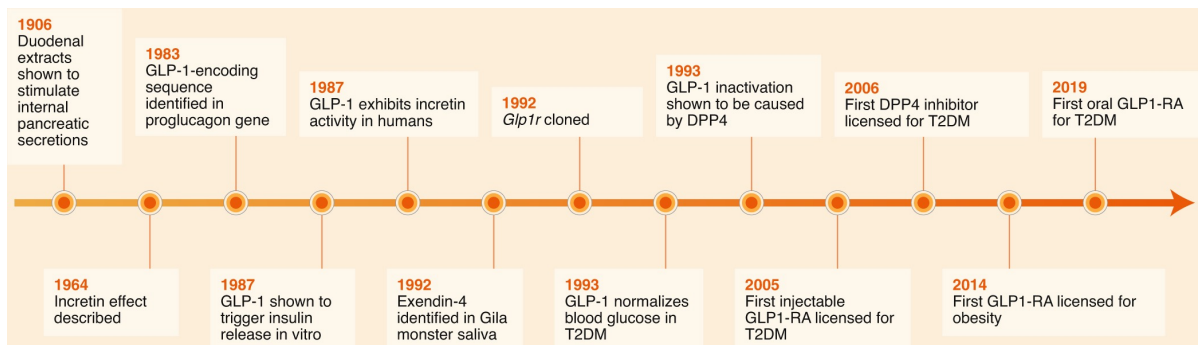 1906
Duodenal
extracts
shown to
stimulate
internal
pancreatic
secretions
1964
Incretin effect
described
1983
GLP-1-encoding
sequence
identified in
proglucagon gene
1987
GLP-1 shown to
trigger insulin
release in vitro
1987
GLP-1 exhibits incretin
activity in humans
1992
Exendin-4
identified in Gila
monster saliva
1992
Glp1r cloned
1993
GLP-1 normalizes
blood glucose in
T2DM
1993
GLP-1 inactivation
shown to be caused
by DPP4
2005
First injectable
GLP1-RA licensed for
T2DM
2006
First DPP4 inhibitor
licensed for T2DM
2014
First GLP1-RA licensed for
obesity
2019
First oral GLP1-RA
for T2DM